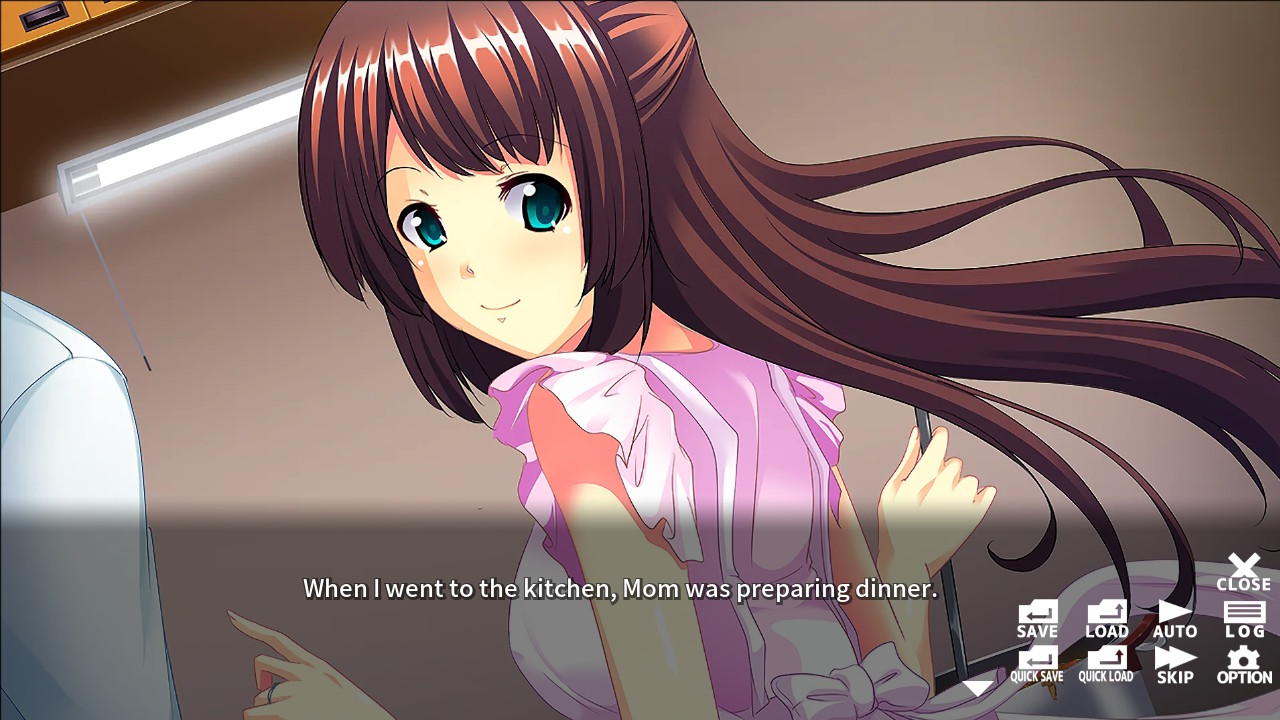 When I went to the kitchen, Mom was preparing dinner.
CLOSE
SAVE LOAD AUTO LOG
QUICK SAVE QUICK LOAD SKIP OPTION